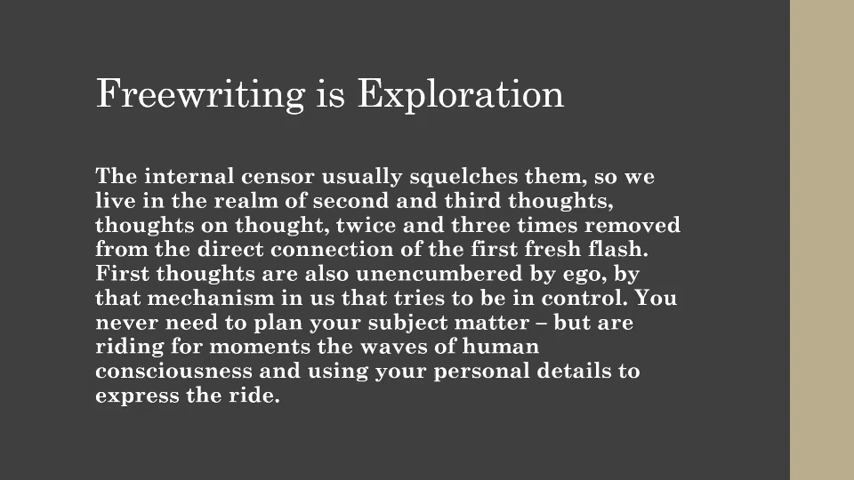 Freewriting is Exploration
The internal censor usually squelches them, so we
live in the realm of second and third thoughts,
thoughts on thought, twice and three times removed
from the direct connection of the first fresh flash.
First thoughts are also unencumbered by ego, by
that mechanism in us that tries to be in control. You
never need to plan your subject matter – but are
riding for moments the waves of human
consciousness and using your personal details to
express the ride.